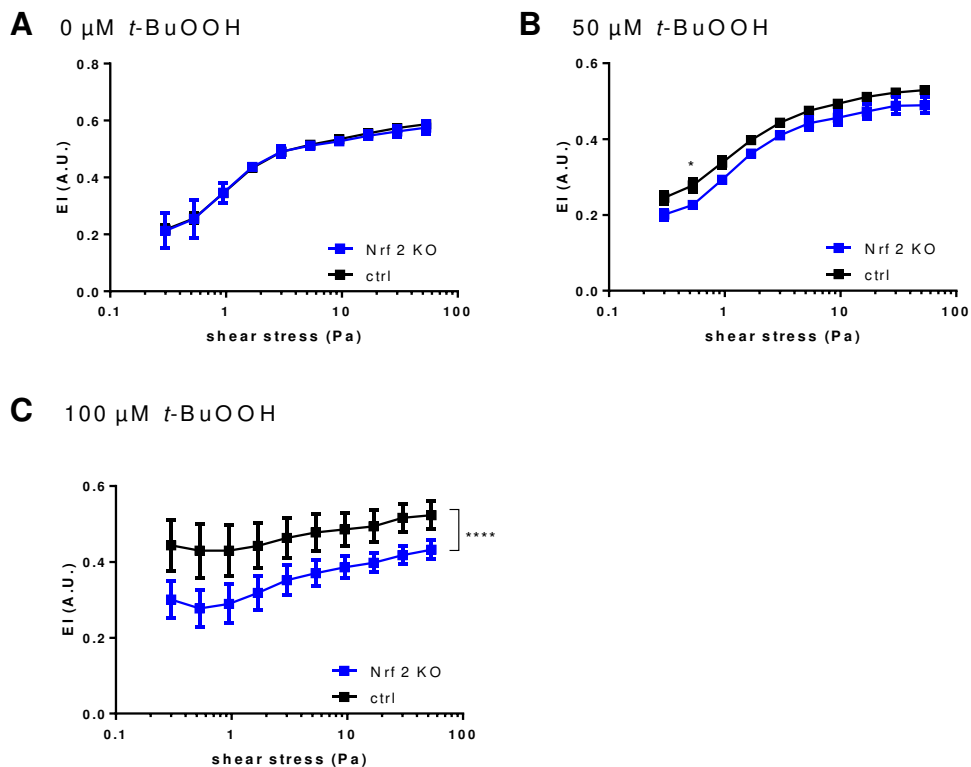 A 0 µM t-BuOOH
0.8
0.6
0.4
0.2
0.0
EI (A.U.)
Nrf2 KO
ctrl
0.1 1 10 100
shear stress (Pa)
B 50 µM t-BuOOH
0.6
0.4
0.2
0.0
EI (A.U.)
*
Nrf2 KO
ctrl
0.1 1 10 100
shear stress (Pa)
C 100 µM t-BuOOH
0.6
0.4
0.2
0.0
EI (A.U.)
****
Nrf2 KO
ctrl
0.1 1 10 100
shear stress (Pa)